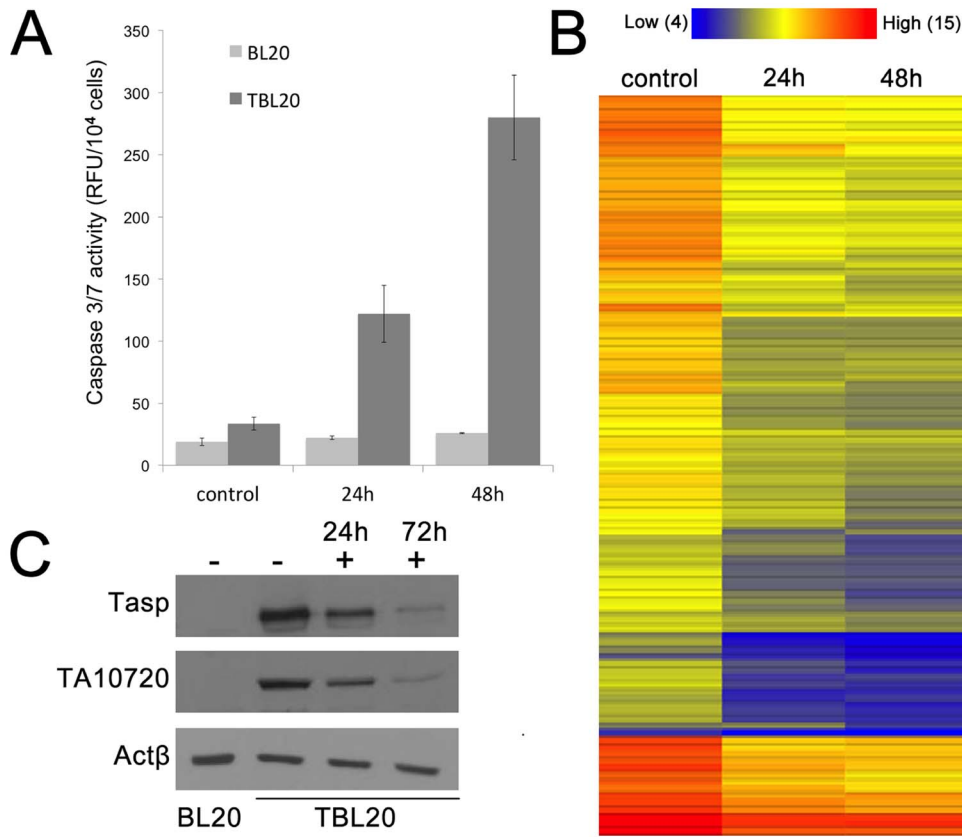 A
Caspase 3/7 activity (RFU/10⁴ cells)
350
300
250
200
150
100
50
0
BL20
TBL20
control 24h 48h
B
Low (4) High (15)
control 24h 48h
C
24h 72h
- - + +
Tasp
TA10720
Actβ
BL20 TBL20